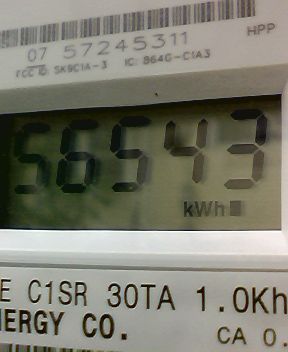 HPP
07 57245311
FCC ID: SK9C1A-3 IC: 864G-C1A3
56543
kWh
E C1SR 30TA 1.0Kh
ERGY CO.
CA 0.